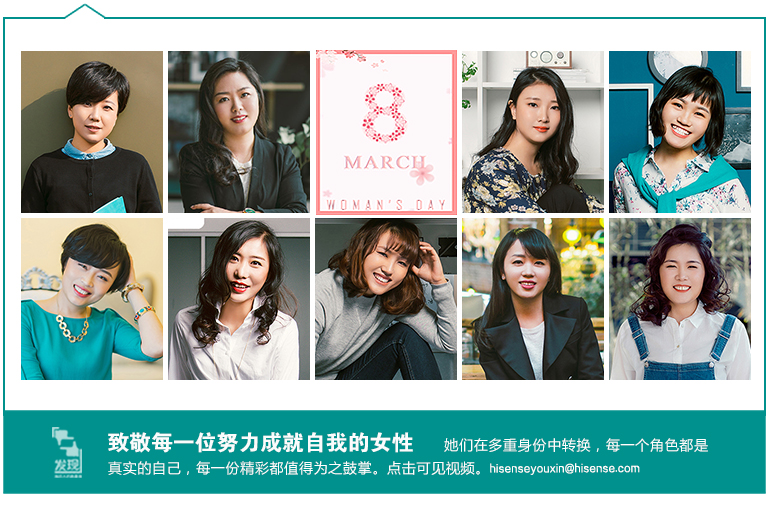 8
MARCH
WOMAN'S DAY
致敬每一位努力成就自我的女性 她们在多重身份中转换，每一个角色都是
真实的自己，每一份精彩都值得为之鼓掌。点击可见视频。hisenseyouxin@hisense.com
发现